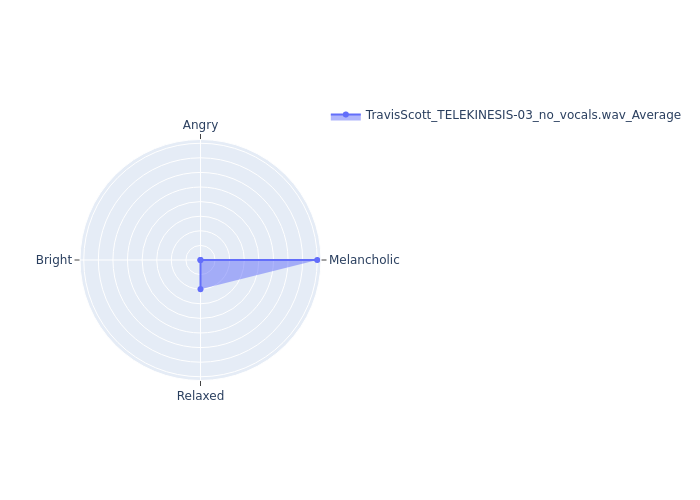 TravisScott_TELEKINESIS-03_no_vocals.wav_Average
Angry
Bright
Melancholic
Relaxed